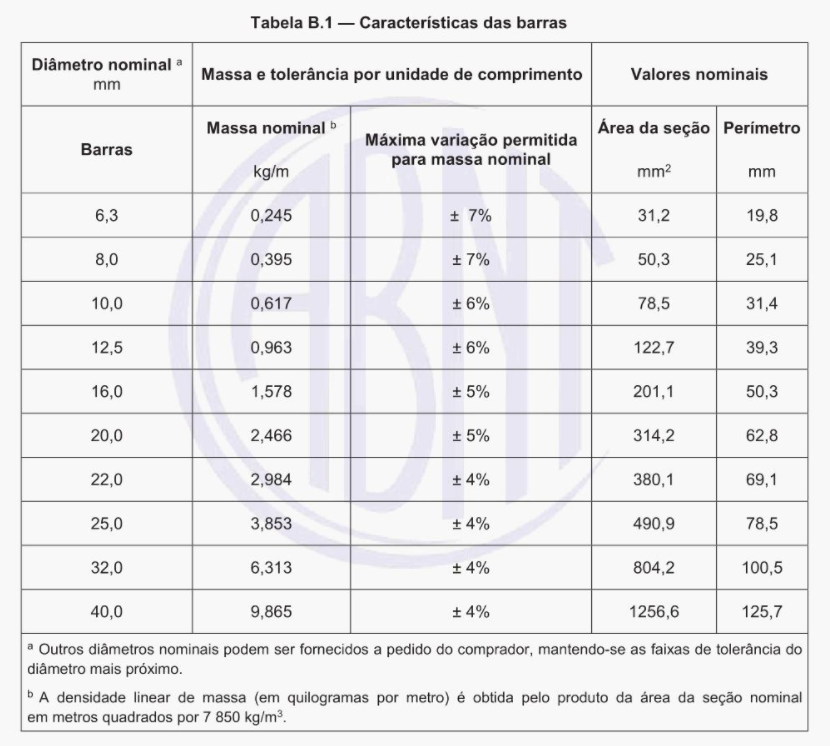 Tabela B.1 — Características das barras
Diâmetro nominal a
mm
Massa e tolerância por unidade de comprimento
Valores nominais
Barras
Massa nominal b
kg/m
Máxima variação permitida
para massa nominal
Área da seção
mm2
Perímetro
mm
6,3 0,245 ± 7% 31,2 19,8
8,0 0,395 ± 7% 50,3 25,1
10,0 0,617 ± 6% 78,5 31,4
12,5 0,963 ± 6% 122,7 39,3
16,0 1,578 ± 5% 201,1 50,3
20,0 2,466 ± 5% 314,2 62,8
22,0 2,984 ± 4% 380,1 69,1
25,0 3,853 ± 4% 490,9 78,5
32,0 6,313 ± 4% 804,2 100,5
40,0 9,865 ± 4% 1256,6 125,7
a Outros diâmetros nominais podem ser fornecidos a pedido do comprador, mantendo-se as faixas de tolerância do
diâmetro mais próximo.
b A densidade linear de massa (em quilogramas por metro) é obtida pelo produto da área da seção nominal
em metros quadrados por 7 850 kg/m3.
ABNT